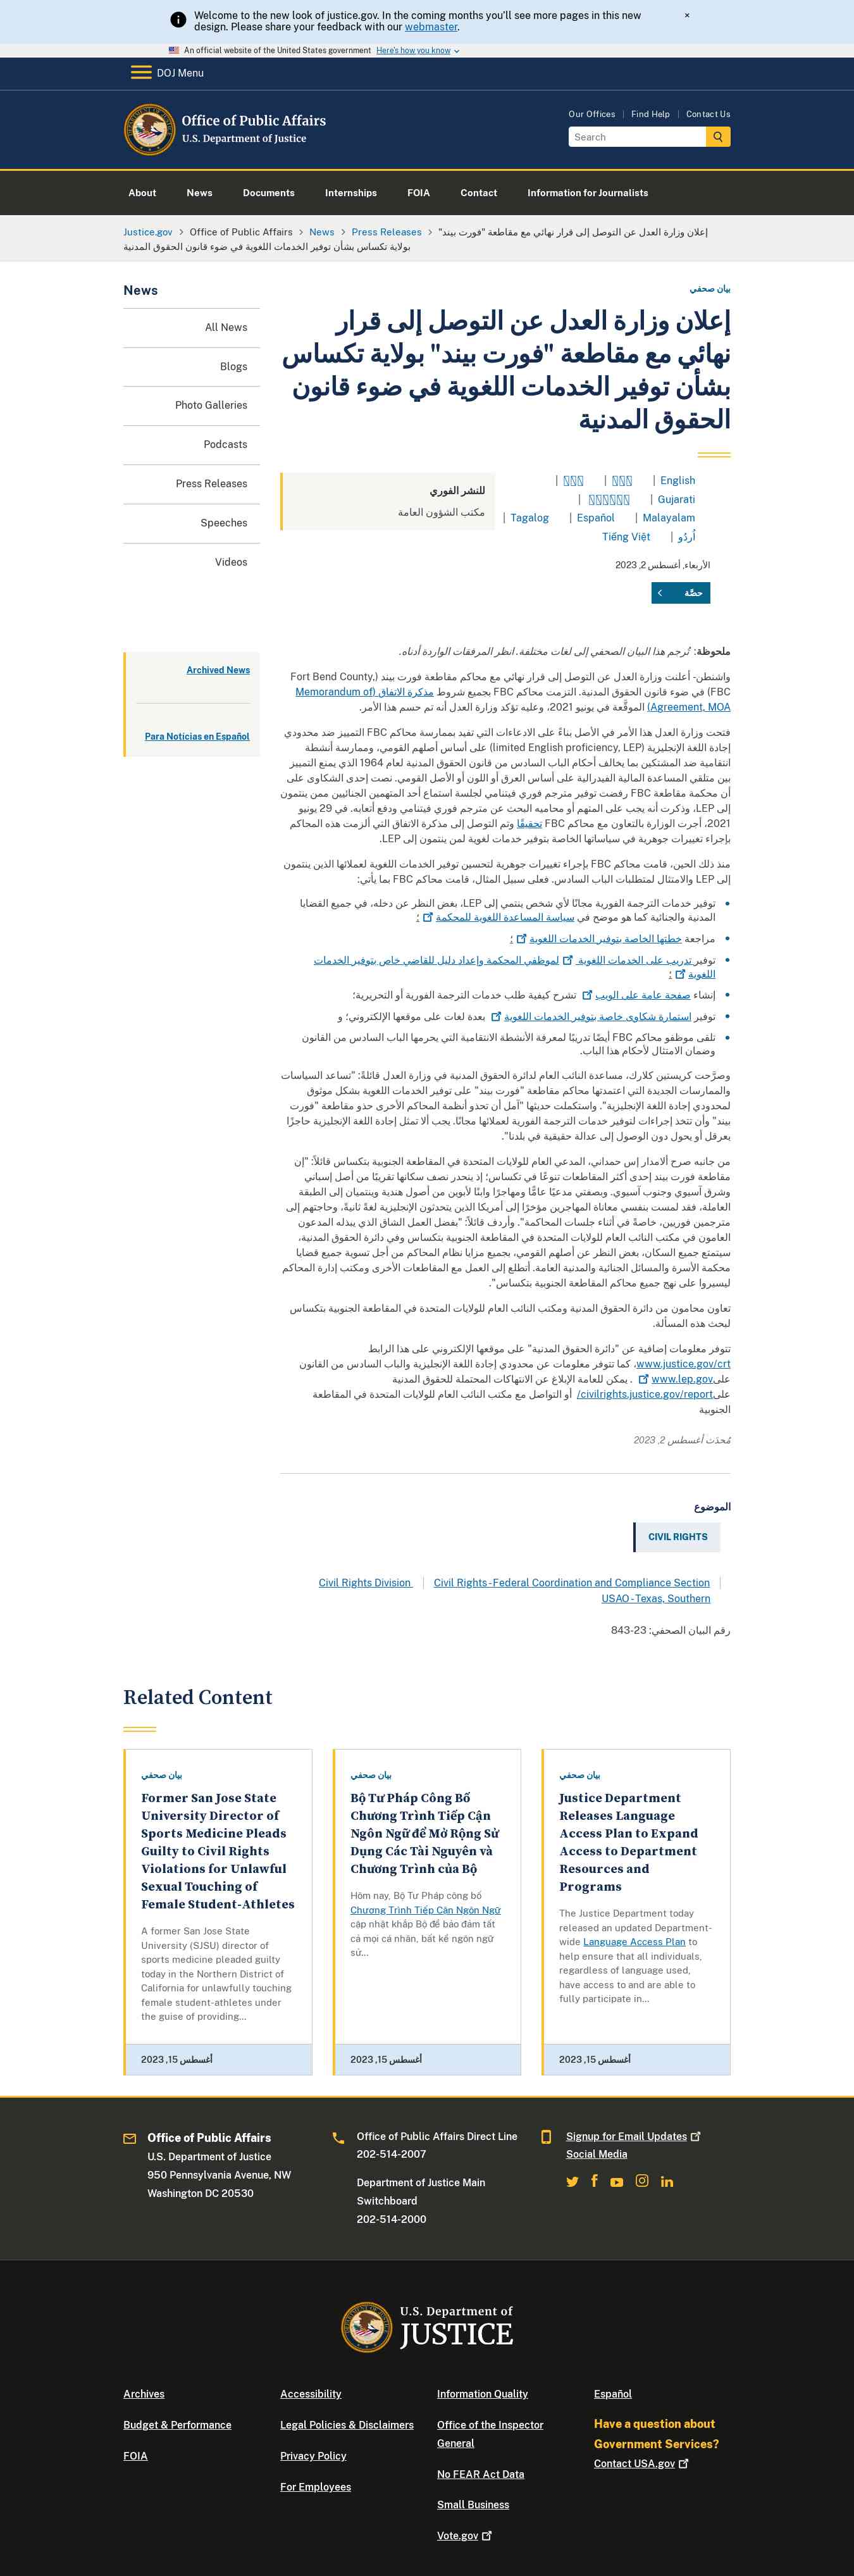 Welcome to the new look of justice.gov. In the coming months you'll see more pages in this new
design. Please share your feedback with our webmaster.
×
An official website of the United States government Here's how you know
DOJ Menu
Office of Public Affairs
U.S. Department of Justice
Our Offices | Find Help | Contact Us
Search
About News Documents Internships FOIA Contact Information for Journalists
Justice.gov > Office of Public Affairs > News > Press Releases > إعلان وزارة العدل عن التوصل إلى قرار نهائي مع مقاطعة "فورت بيند"
بولاية تكساس بشأن توفير الخدمات اللغوية في ضوء قانون الحقوق المدنية
News
All News
Blogs
Photo Galleries
Podcasts
Press Releases
Speeches
Videos
Archived News
Para Noticias en Español
بيان صحفي
إعلان وزارة العدل عن التوصل إلى قرار
نهائي مع مقاطعة "فورت بيند" بولاية تكساس
بشأن توفير الخدمات اللغوية في ضوء قانون
الحقوق المدنية
للنشر الفوري
مكتب الشؤون العامة
English |
Gujarati |
Malayalam | Español | Tagalog |
اُردُو | Tiếng Việt
الأربعاء, أغسطس 2, 2023
حصَّة
ملحوظة: تُرجم هذا البيان الصحفي إلى لغات مختلفة. انظر المرفقات الواردة أدناه.
واشنطن- أعلنت وزارة العدل عن التوصل إلى قرار نهائي مع محاكم مقاطعة فورت بيند (Fort Bend County,
FBC) في ضوء قانون الحقوق المدنية. التزمت محاكم FBC بجميع شروط مذكرة الاتفاق (Memorandum of
Agreement, MOA) الموقَّعة في يونيو 2021، وعليه تؤكد وزارة العدل أنه تم حسم هذا الأمر.
فتحت وزارة العدل هذا الأمر في الأصل بناءً على الادعاءات التي تفيد بممارسة محاكم FBC التمييز ضد محدودي
إجادة اللغة الإنجليزية (limited English proficiency, LEP) على أساس أصلهم القومي، وممارسة أنشطة
انتقامية ضد المشتكين بما يخالف أحكام الباب السادس من قانون الحقوق المدنية لعام 1964 الذي يمنع التمييز
بين متلقي المساعدة المالية الفيدرالية على أساس العرق أو اللون أو الأصل القومي. نصت إحدى الشكاوى على
أن محكمة مقاطعة FBC رفضت توفير مترجم فوري فيتنامي لجلسة استماع أحد المتهمين الجنائيين ممن ينتمون
إلى LEP، وذكرت أنه يجب على المتهم أو محاميه البحث عن مترجم فوري فيتنامي ودفع أتعابه. في 29 يونيو
2021، أجرت الوزارة بالتعاون مع محاكم FBC تحقيقًا وتم التوصل إلى مذكرة الاتفاق التي ألزمت هذه المحاكم
بإجراء تغييرات جوهرية في سياساتها الخاصة بتوفير خدمات لغوية لمن ينتمون إلى LEP.
منذ ذلك الحين، قامت محاكم FBC بإجراء تغييرات جوهرية لتحسين توفير الخدمات اللغوية لعملائها الذين ينتمون
إلى LEP والامتثال لمتطلبات الباب السادس. فعلى سبيل المثال، قامت محاكم FBC بما يأتي:
• توفير خدمات الترجمة الفورية مجانًا لأي شخص ينتمي إلى LEP، بغض النظر عن دخله، في جميع القضايا
المدنية والجنائية كما هو موضح في سياسة المساعدة اللغوية للمحكمة ؛
• مراجعة خطتها الخاصة بتوفير الخدمات اللغوية ؛
• توفير تدريب على الخدمات اللغوية لموظفي المحكمة وإعداد دليل للقاضي خاص بتوفير الخدمات
اللغوية ؛
• إنشاء صفحة عامة على الويب تشرح كيفية طلب خدمات الترجمة الفورية أو التحريرية؛
• توفير استمارة شكاوى خاصة بتوفير الخدمات اللغوية بعدة لغات على موقعها الإلكتروني؛ و
• تلقى موظفو محاكم FBC أيضًا تدريبًا لمعرفة الأنشطة الانتقامية التي يحرمها الباب السادس من القانون
وضمان الامتثال لأحكام هذا الباب.
وصرَّحت كريستين كلارك، مساعدة النائب العام لدائرة الحقوق المدنية في وزارة العدل قائلةً: "تساعد السياسات
والممارسات الجديدة التي اعتمدتها محاكم مقاطعة "فورت بيند" على توفير الخدمات اللغوية بشكل موثوق
لمحدودي إجادة اللغة الإنجليزية". واستكملت حديثها "آمل أن تحذو أنظمة المحاكم الأخرى حذو مقاطعة "فورت
بيند" وأن تتخذ إجراءات لتوفير خدمات الترجمة الفورية لعملائها مجانًا. يجب ألا تمثل إجادة اللغة الإنجليزية حاجزًا
يعرقل أو يحول دون الوصول إلى عدالة حقيقية في بلدنا".
من جانبه صرح ألامدار إس حمداني، المدعي العام للولايات المتحدة في المقاطعة الجنوبية بتكساس قائلًا: "إن
مقاطعة فورت بيند إحدى أكثر المقاطعات تنوعًا في تكساس؛ إذ ينحدر نصف سكانها تقريبًا من أصول إسبانية
وشرق آسيوي وجنوب آسيوي. وبصفتي مدعيًا عامًّا ومهاجرًا وابنًا لأبوين من أصول هندية وينتمان إلى الطبقة
العاملة، فقد لمست بنفسي معاناة المهاجرين مؤخرًا إلى أمريكا الذين يتحدثون الإنجليزية لغةً ثانيةً، وحاجتهم إلى
مترجمين فوريين، خاصةً في أثناء جلسات المحاكمة". وأردف قائلًا: "بفضل العمل الشاق الذي يبذله المدعون
العامون في مكتب النائب العام للولايات المتحدة في المقاطعة الجنوبية بتكساس وفي دائرة الحقوق المدنية،
سيتمتع جميع السكان، بغض النظر عن أصلهم القومي، بجميع مزايا نظام المحاكم من أجل تسوية جميع قضايا
محكمة الأسرة والمسائل الجنائية والمدنية العامة. أتطلع إلى العمل مع المقاطعات الأخرى ومكتب إدارة المحاكم
ليسيروا على نهج جميع محاكم المقاطعة الجنوبية بتكساس".
تعاون محامون من دائرة الحقوق المدنية ومكتب النائب العام للولايات المتحدة في المقاطعة الجنوبية بتكساس
لبحث هذه المسألة.
تتوفر معلومات إضافية عن "دائرة الحقوق المدنية" على موقعها الإلكتروني على هذا الرابط
www.justice.gov/crt، كما تتوفر معلومات عن محدودي إجادة اللغة الإنجليزية والباب السادس من القانون
على www.lep.gov . يمكن للعامة الإبلاغ عن الانتهاكات المحتملة للحقوق المدنية
على civilrights.justice.gov/report/ أو التواصل مع مكتب النائب العام للولايات المتحدة في المقاطعة
الجنوبية
مُحدَث أغسطس 2, 2023
الموضوع
CIVIL RIGHTS
Civil Rights Division | Civil Rights - Federal Coordination and Compliance Section |
USAO - Texas, Southern
رقم البيان الصحفي: 23-843
Related Content
بيان صحفي
Former San Jose State
University Director of
Sports Medicine Pleads
Guilty to Civil Rights
Violations for Unlawful
Sexual Touching of
Female Student-Athletes
A former San Jose State
University (SJSU) director of
sports medicine pleaded guilty
today in the Northern District of
California for unlawfully touching
female student-athletes under
the guise of providing...
أغسطس 15, 2023
بيان صحفي
Bộ Tư Pháp Công Bố
Chương Trình Tiếp Cận
Ngôn Ngữ để Mở Rộng Sử
Dụng Các Tài Nguyên và
Chương Trình của Bộ
Hôm nay, Bộ Tư Pháp công bố
Chương Trình Tiếp Cận Ngôn Ngữ
cập nhật khắp Bộ để bảo đảm tất
cả mọi cá nhân, bất kể ngôn ngữ
sử...
أغسطس 15, 2023
بيان صحفي
Justice Department
Releases Language
Access Plan to Expand
Access to Department
Resources and
Programs
The Justice Department today
released an updated Department-
wide Language Access Plan to
help ensure that all individuals,
regardless of language used,
have access to and are able to
fully participate in...
أغسطس 15, 2023
Office of Public Affairs
U.S. Department of Justice
950 Pennsylvania Avenue, NW
Washington DC 20530
Office of Public Affairs Direct Line
202-514-2007
Department of Justice Main
Switchboard
202-514-2000
Signup for Email Updates
Social Media
U.S. Department of
JUSTICE
Archives
Budget & Performance
FOIA
Accessibility
Legal Policies & Disclaimers
Privacy Policy
For Employees
Information Quality
Office of the Inspector
General
No FEAR Act Data
Small Business
Vote.gov
Español
Have a question about
Government Services?
Contact USA.gov